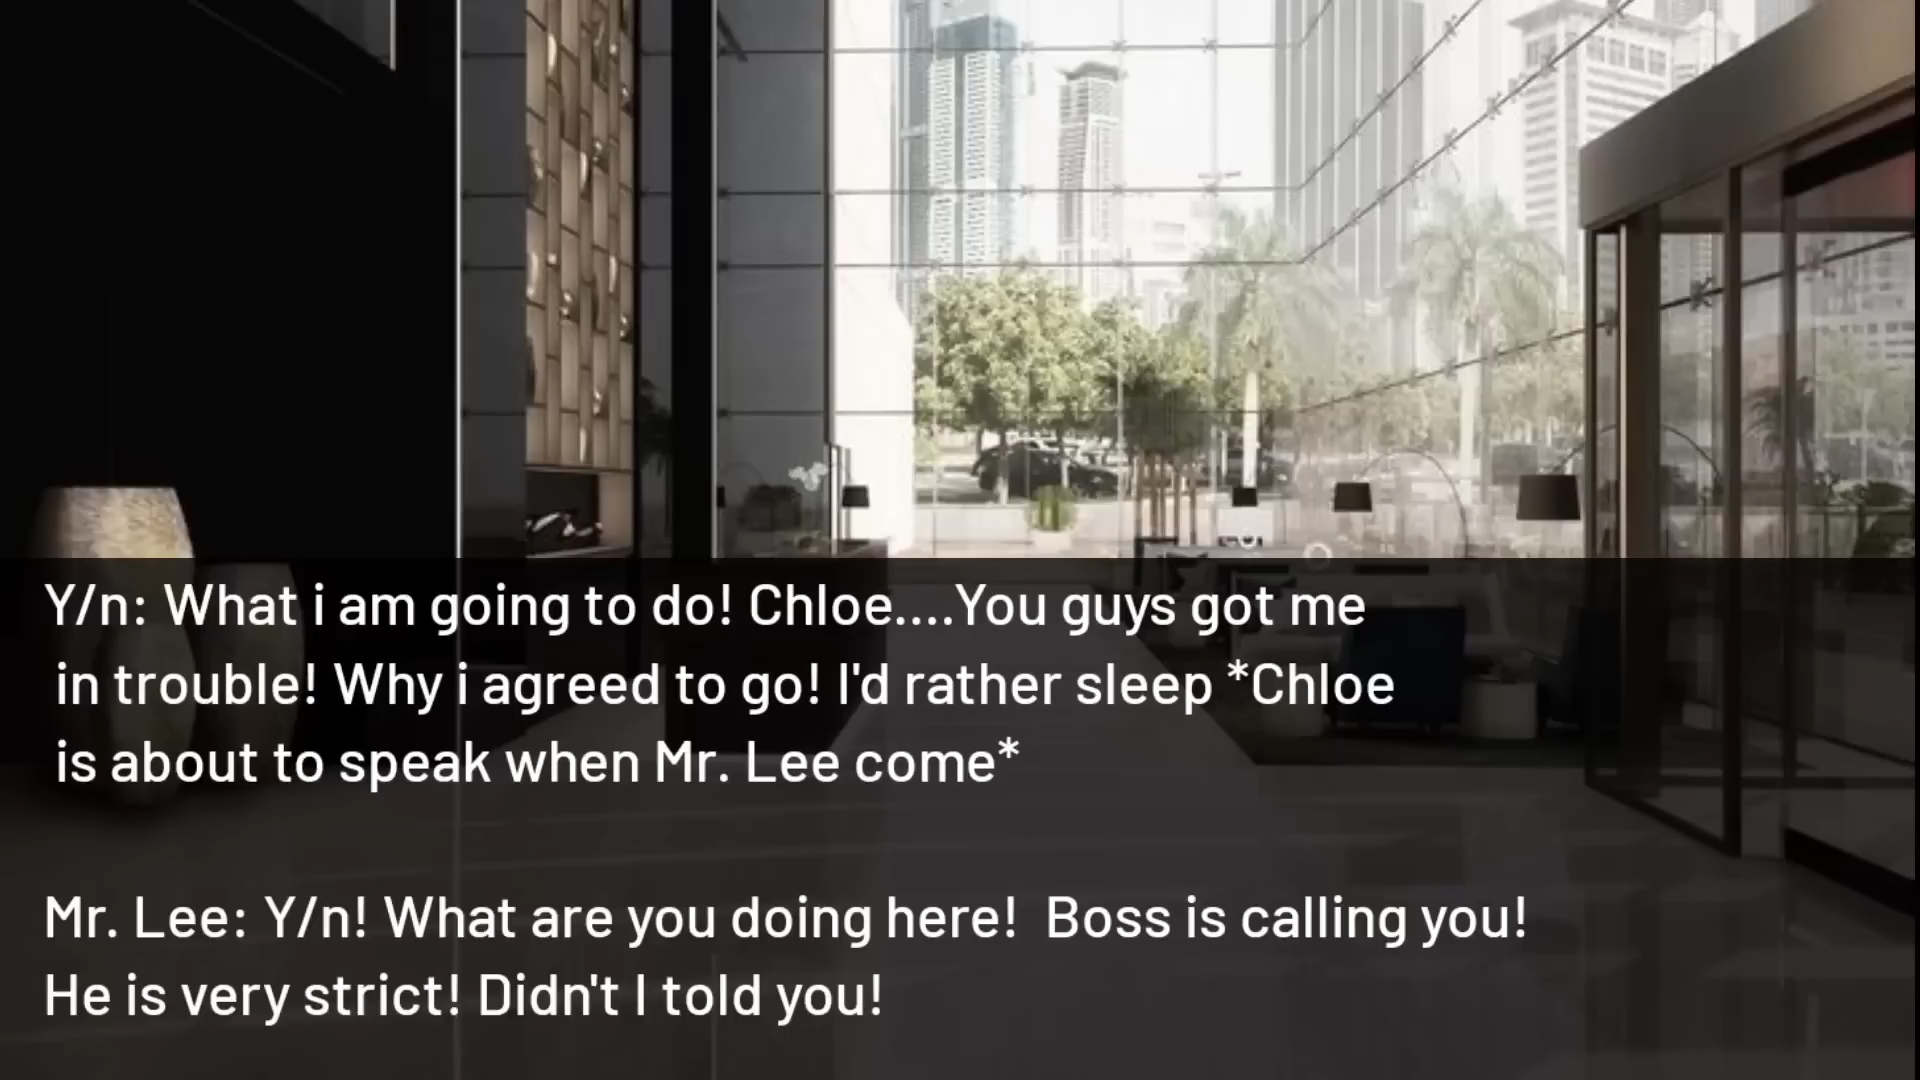 Y/n: What i am going to do! Chloe....You guys got me
in trouble! Why i agreed to go! I'd rather sleep *Chloe
is about to speak when Mr. Lee come*
Mr. Lee: Y/n! What are you doing here!  Boss is calling you!
He is very strict! Didn't I told you!